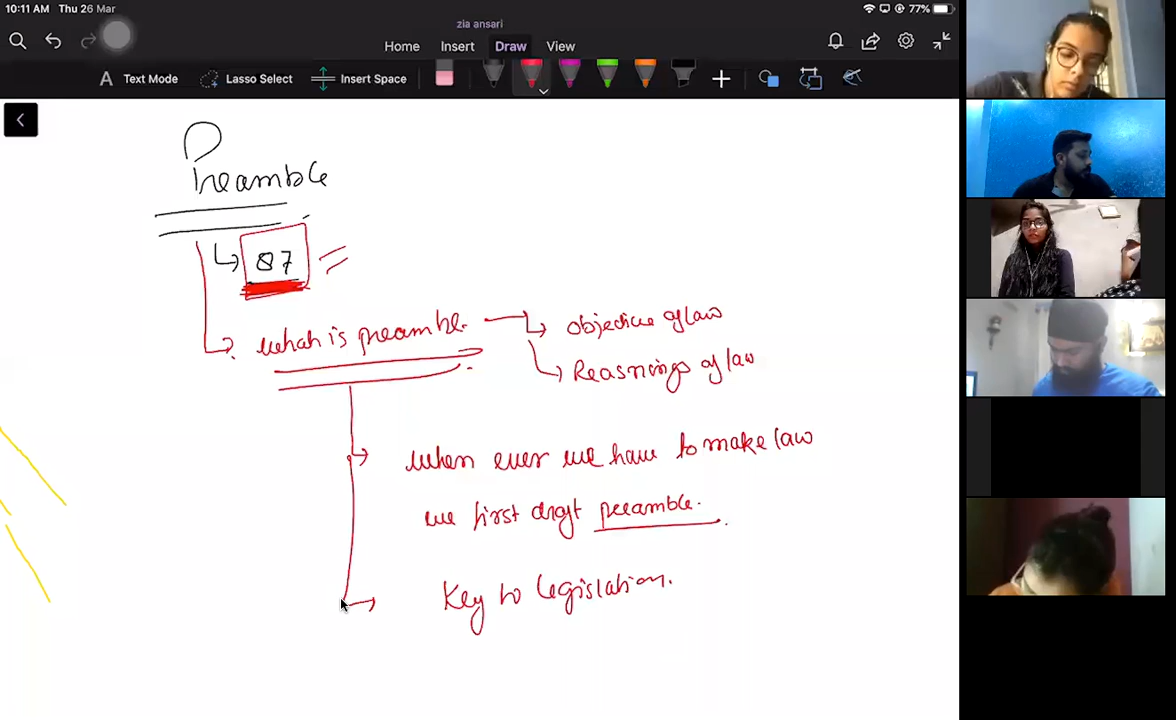 10:11 AM Thu 26 Mar
77%
zia ansari
Home Insert Draw View
Text Mode Lasso Select Insert Space
Preamble
87
what is preamble.
objective of law
Reasnings of law
when ever we have to make law
we first draft preamble.
Key to legislation.